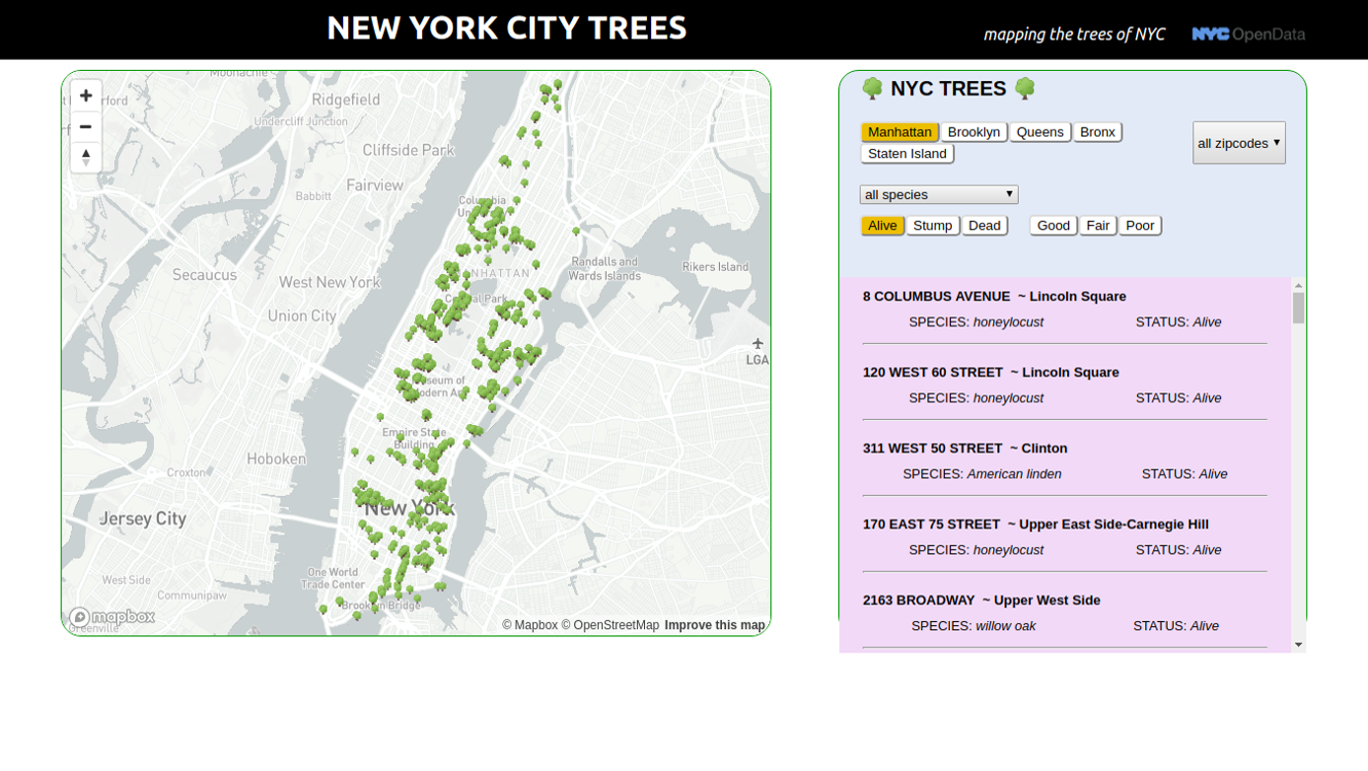 NEW YORK CITY TREES
mapping the trees of NYC
NYC OpenData
Moonachie
Ridgefield
Undercliff Junction
Cliffside Park
Fairview
Babbitt
Columbia
Secaucus
West New York
MANHATTAN
Randalls and
Wards Islands
Rikers Island
Central Park
Union City
LGA
Museum of
Modern Art
Empire State
Building
Hoboken
Croxton
New York
Jersey City
One World
Trade Center
West Side
Communipaw
Brooklyn Bridge
mapbox
Greenville
© Mapbox © OpenStreetMap Improve this map
NYC TREES
Manhattan Brooklyn Queens Bronx
Staten Island
all zipcodes
all species
Alive Stump Dead Good Fair Poor
8 COLUMBUS AVENUE ~ Lincoln Square
SPECIES: honeylocust STATUS: Alive
120 WEST 60 STREET ~ Lincoln Square
SPECIES: honeylocust STATUS: Alive
311 WEST 50 STREET ~ Clinton
SPECIES: American linden STATUS: Alive
170 EAST 75 STREET ~ Upper East Side-Carnegie Hill
SPECIES: honeylocust STATUS: Alive
2163 BROADWAY ~ Upper West Side
SPECIES: willow oak STATUS: Alive